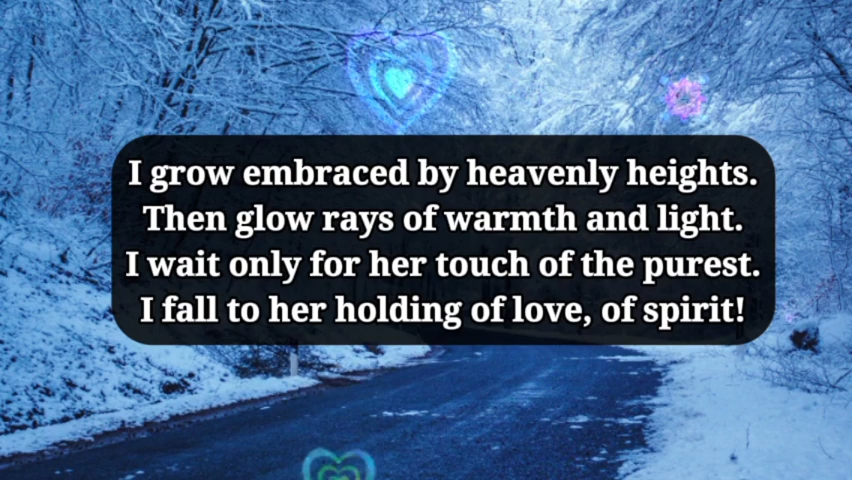 I grow embraced by heavenly heights.
Then glow rays of warmth and light.
I wait only for her touch of the purest.
I fall to her holding of love, of spirit!